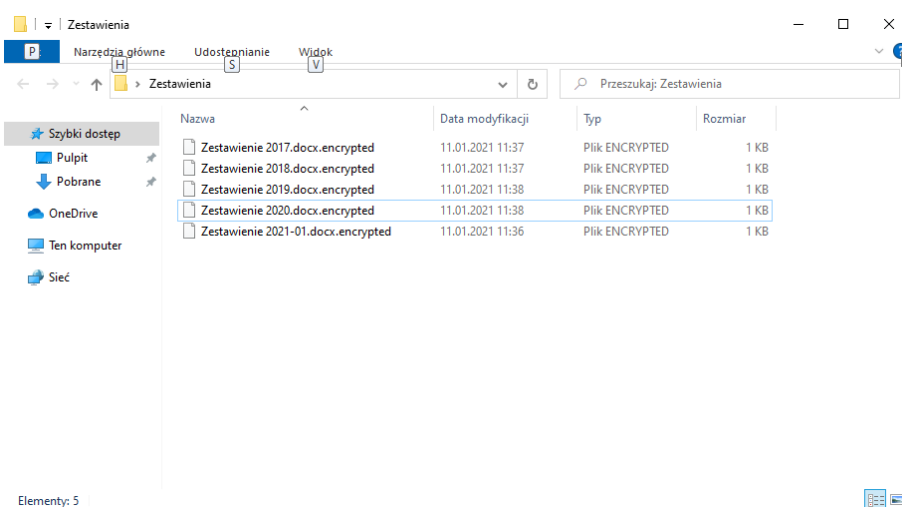 Zestawienia
P Narzędzia główne Udostępnianie Widok
H S V
Zestawienia Przeszukaj: Zestawienia
Nazwa Data modyfikacji Typ Rozmiar
Szybki dostęp
Pulpit
Pobrane
OneDrive
Ten komputer
Sieć
Zestawienie 2017.docx.encrypted 11.01.2021 11:37 Plik ENCRYPTED 1 KB
Zestawienie 2018.docx.encrypted 11.01.2021 11:37 Plik ENCRYPTED 1 KB
Zestawienie 2019.docx.encrypted 11.01.2021 11:38 Plik ENCRYPTED 1 KB
Zestawienie 2020.docx.encrypted 11.01.2021 11:38 Plik ENCRYPTED 1 KB
Zestawienie 2021-01.docx.encrypted 11.01.2021 11:36 Plik ENCRYPTED 1 KB
Elementy: 5